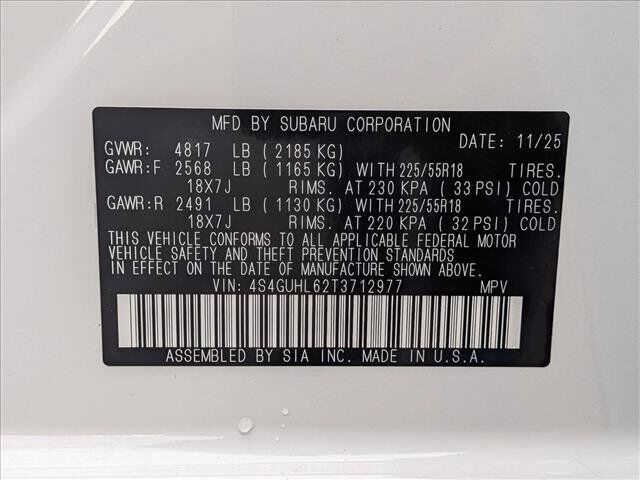 MFD BY SUBARU CORPORATION
DATE: 11/25
GVWR: 4817 LB (2185 KG)
GAWR:F 2568 LB (1165 KG) WITH 225/55R18 TIRES.
18X7J RIMS. AT 230 KPA (33 PSI) COLD
GAWR:R 2491 LB (1130 KG) WITH 225/55R18 TIRES.
18X7J RIMS. AT 220 KPA (32 PSI) COLD
THIS VEHICLE CONFORMS TO ALL APPLICABLE FEDERAL MOTOR
VEHICLE SAFETY AND THEFT PREVENTION STANDARDS
IN EFFECT ON THE DATE OF MANUFACTURE SHOWN ABOVE.
VIN: 4S4GUHL62T3712977 MPV
ASSEMBLED BY SIA INC. MADE IN U.S.A.